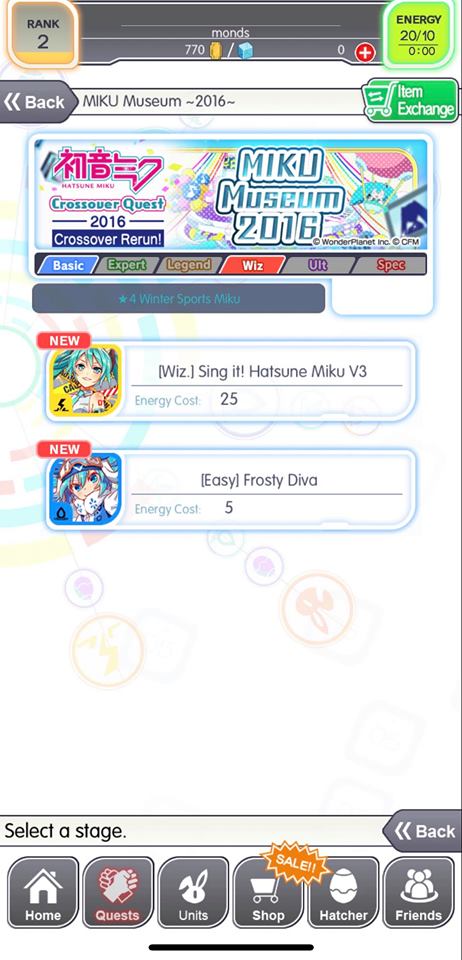 RANK
2
monds
770 / 0
ENERGY
20/10
0:00
Back
MIKU Museum ~2016~
Item
Exchange
初音ミク
HATSUNE MIKU
Crossover Quest
2016
Crossover Rerun!
MIKU
Museum
2016
© WonderPlanet Inc. © CFM
Basic Expert Legend Wiz Ult Spec
★4 Winter Sports Miku
NEW
[Wiz.] Sing it! Hatsune Miku V3
Energy Cost: 25
NEW
[Easy] Frosty Diva
Energy Cost: 5
Select a stage.
Back
SALE!!
Home Quests Units Shop Hatcher Friends